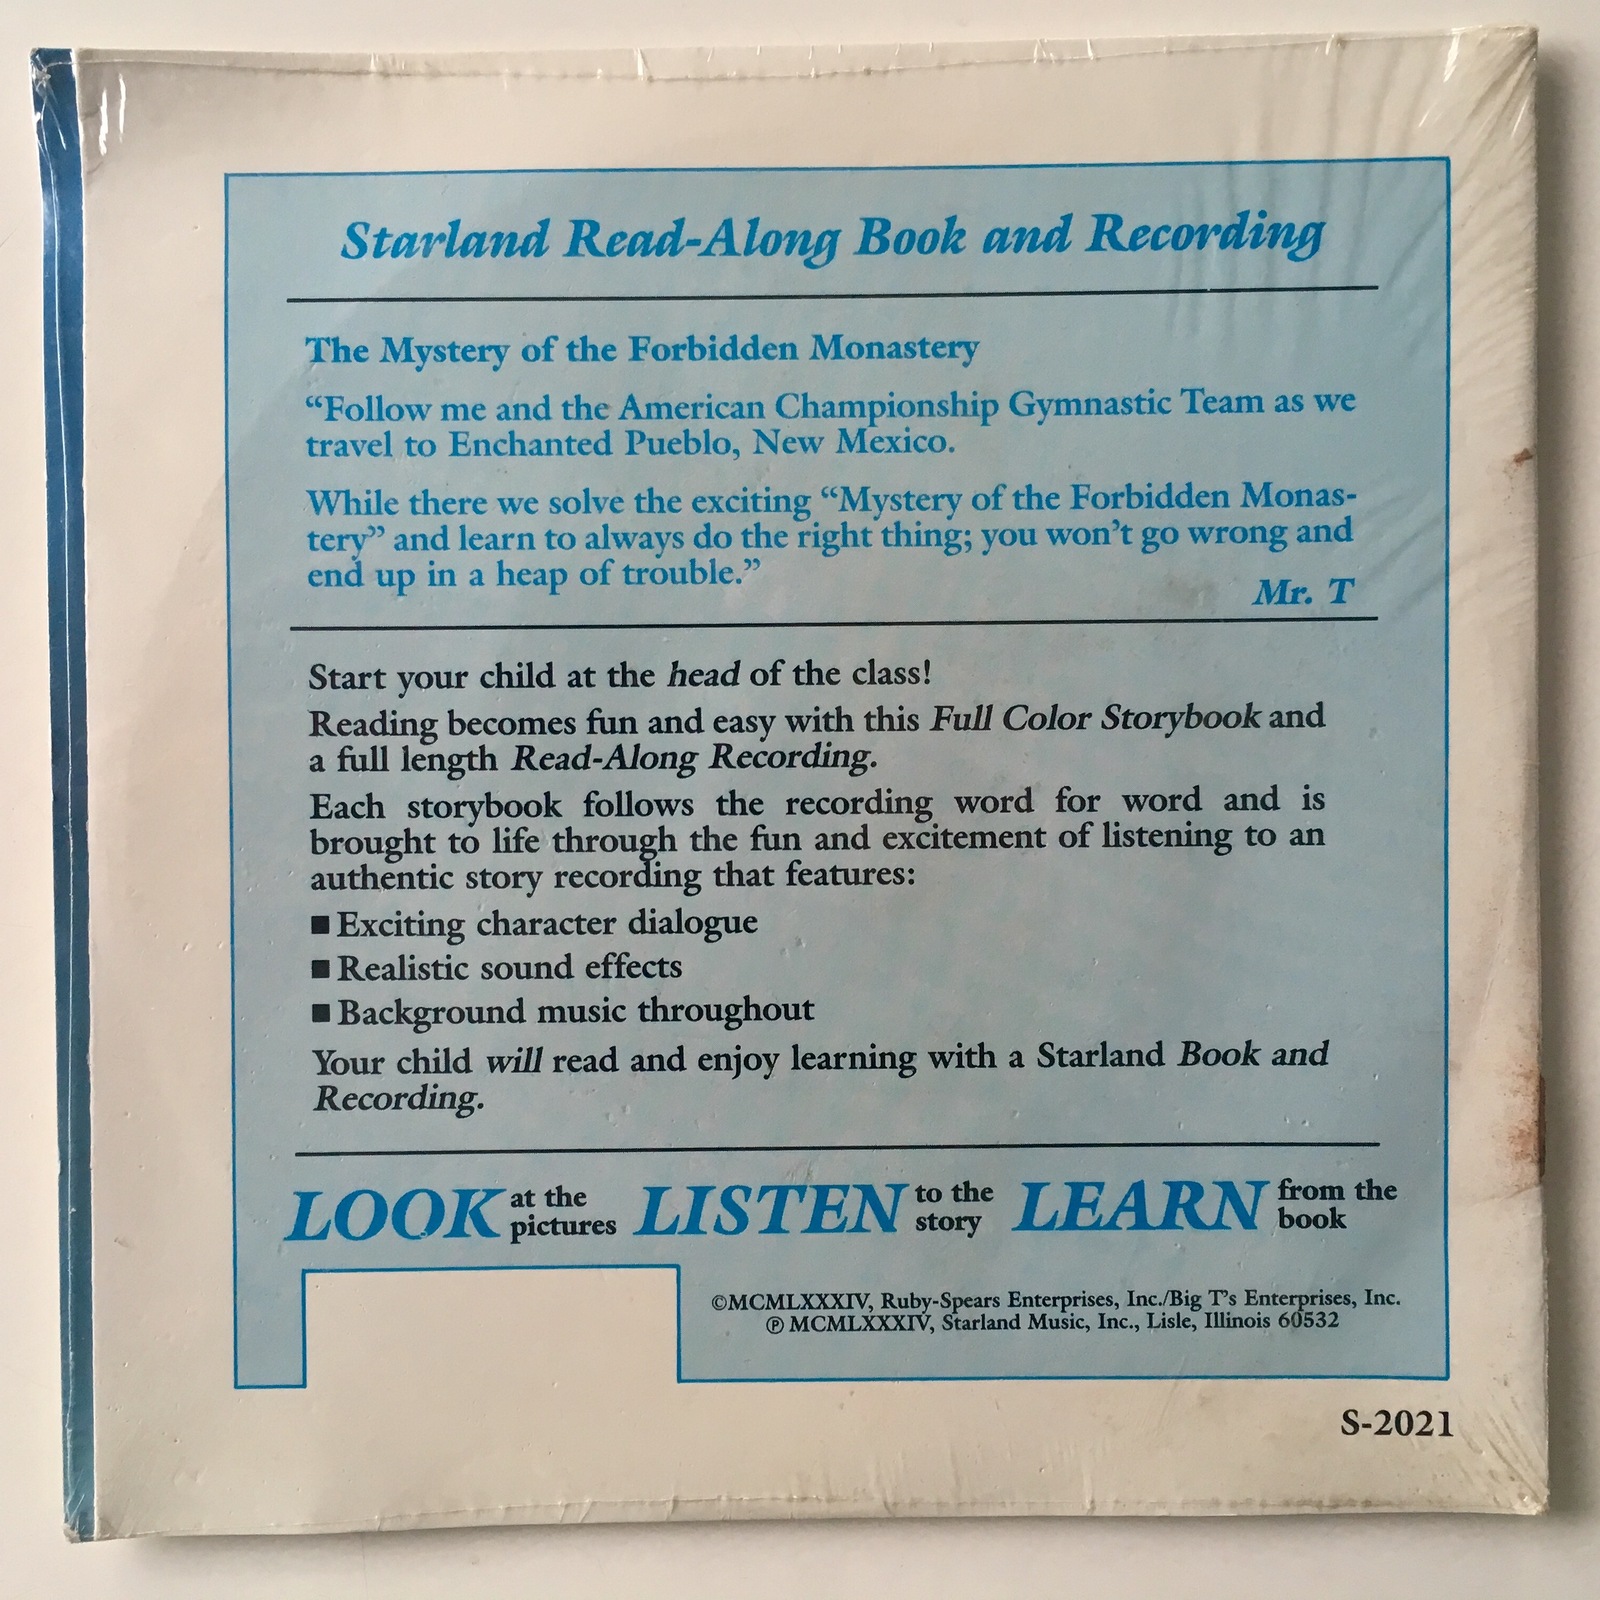 Starland Read-Along Book and Recording
The Mystery of the Forbidden Monastery
“Follow me and the American Championship Gymnastic Team as we
travel to Enchanted Pueblo, New Mexico.
While there we solve the exciting “Mystery of the Forbidden Monas-
tery” and learn to always do the right thing; you won’t go wrong and
end up in a heap of trouble.”
Mr. T
Start your child at the head of the class!
Reading becomes fun and easy with this Full Color Storybook and
a full length Read-Along Recording.
Each storybook follows the recording word for word and is
brought to life through the fun and excitement of listening to an
authentic story recording that features:
■ Exciting character dialogue
■ Realistic sound effects
■ Background music throughout
Your child will read and enjoy learning with a Starland Book and
Recording.
LOOK at the pictures LISTEN to the story LEARN from the book
©MCMLXXXIV, Ruby-Spears Enterprises, Inc./Big T’s Enterprises, Inc.
℗ MCMLXXXIV, Starland Music, Inc., Lisle, Illinois 60532
S-2021